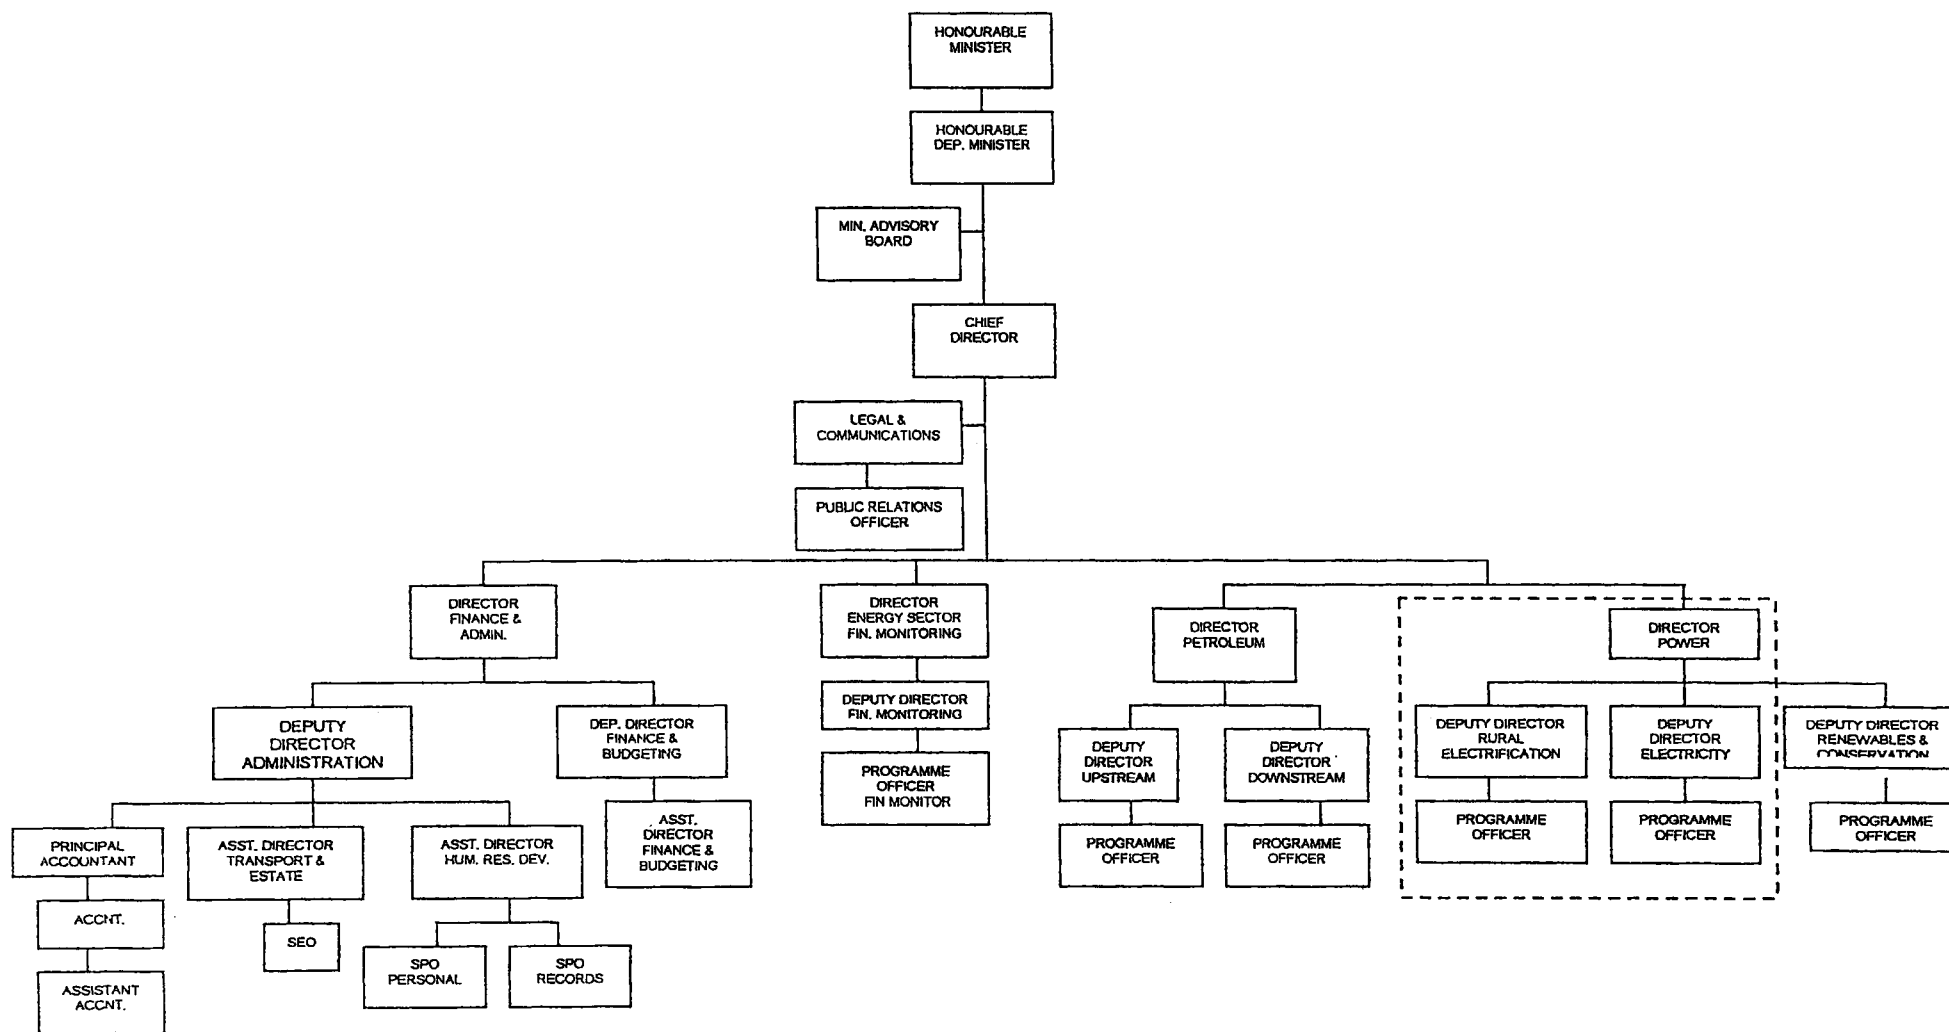 HONOURABLE
MINISTER
HONOURABLE
DEP. MINISTER
MIN. ADVISORY
BOARD
CHIEF
DIRECTOR
LEGAL &
COMMUNICATIONS
PUBLIC RELATIONS
OFFICER
DIRECTOR
FINANCE &
ADMIN.
DIRECTOR
ENERGY SECTOR
FIN. MONITORING
DIRECTOR
PETROLEUM
DIRECTOR
POWER
DEPUTY
DIRECTOR
ADMINISTRATION
DEP. DIRECTOR
FINANCE &
BUDGETING
DEPUTY DIRECTOR
FIN. MONITORING
DEPUTY
DIRECTOR
UPSTREAM
DEPUTY
DIRECTOR
DOWNSTREAM
DEPUTY DIRECTOR
RURAL
ELECTRIFICATION
DEPUTY
DIRECTOR
ELECTRICITY
DEPUTY DIRECTOR
RENEWABLES &
CONSERVATION
PRINCIPAL
ACCOUNTANT
ASST. DIRECTOR
TRANSPORT &
ESTATE
ASST. DIRECTOR
HUM. RES. DEV.
ASST.
DIRECTOR
FINANCE &
BUDGETING
PROGRAMME
OFFICER
FIN MONITOR
PROGRAMME
OFFICER
PROGRAMME
OFFICER
PROGRAMME
OFFICER
PROGRAMME
OFFICER
PROGRAMME
OFFICER
ACCNT.
SEO
SPO
PERSONAL
SPO
RECORDS
ASSISTANT
ACCNT.